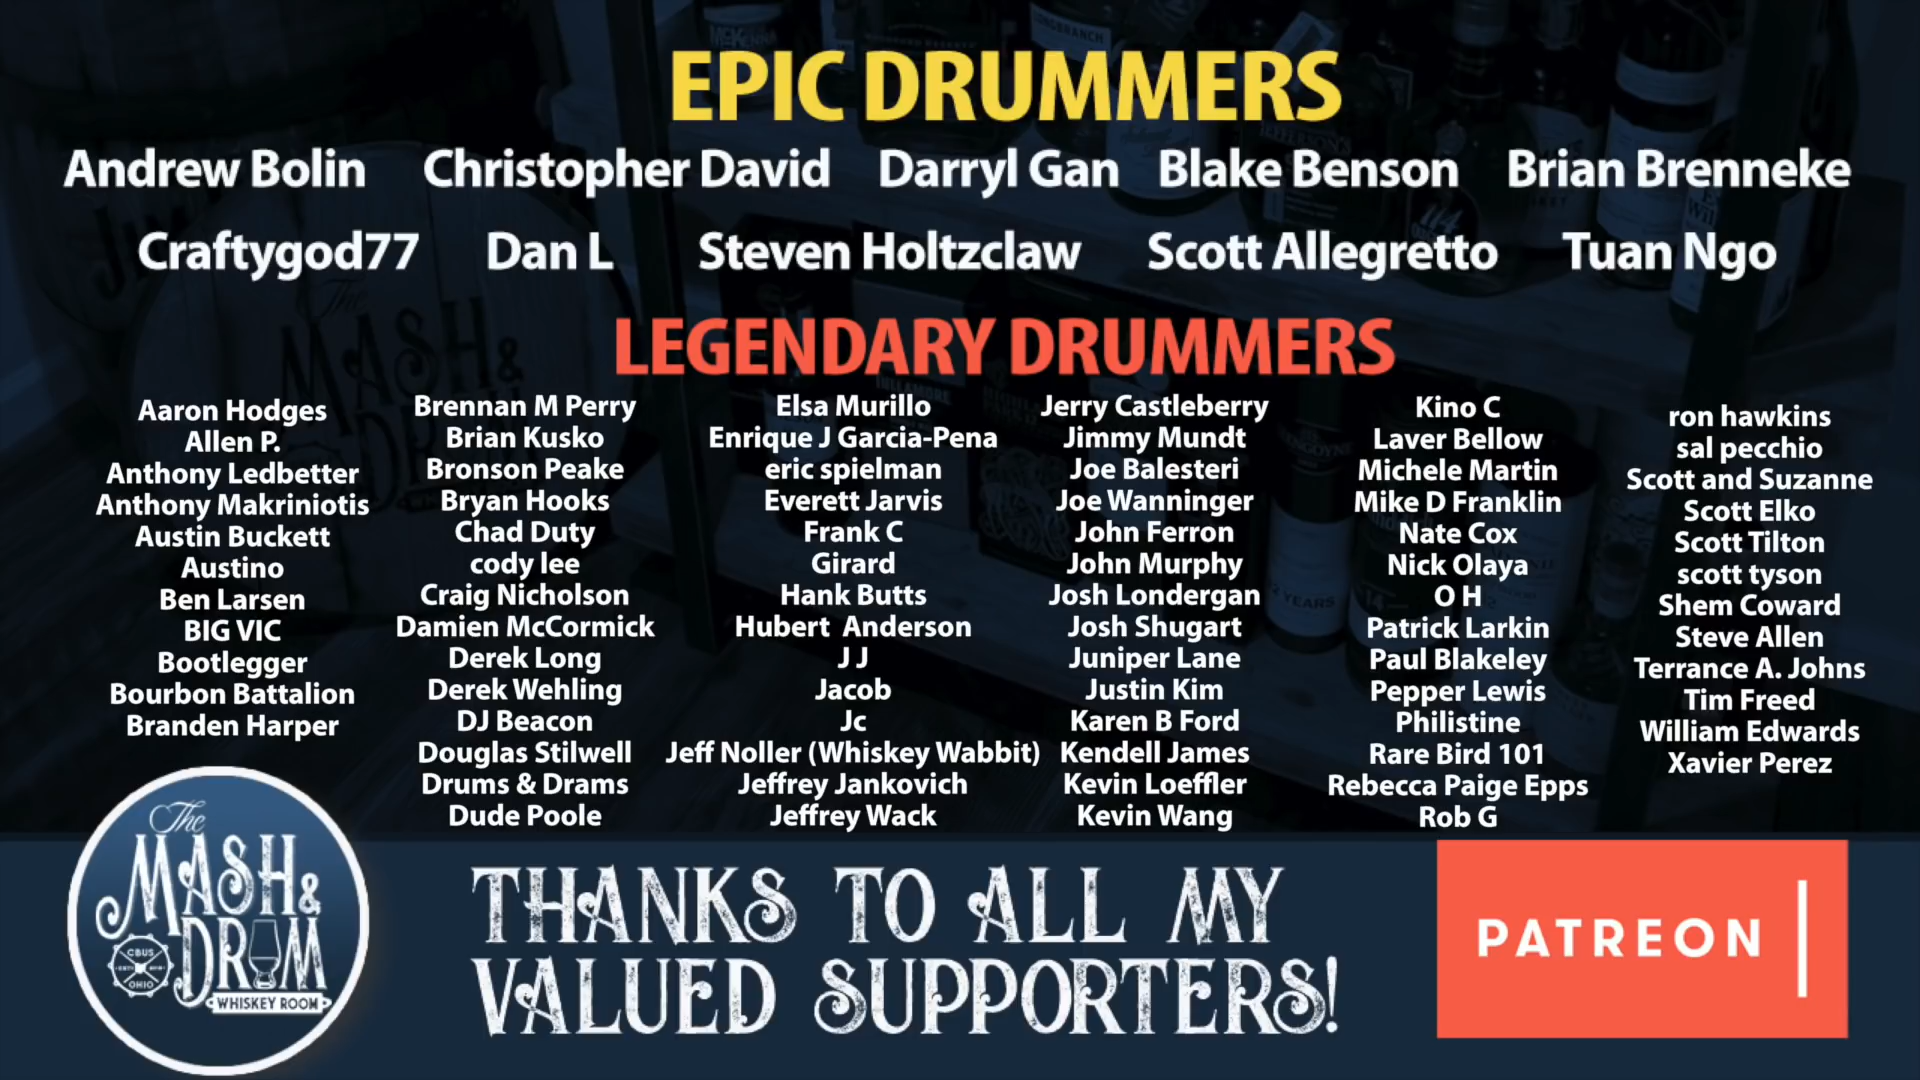 EPIC DRUMMERS
Andrew Bolin Christopher David Darryl Gan Blake Benson Brian Brenneke
Craftygod77 Dan L Steven Holtzclaw Scott Allegretto Tuan Ngo
LEGENDARY DRUMMERS
Aaron Hodges
Allen P.
Anthony Ledbetter
Anthony Makriniotis
Austin Buckett
Austino
Ben Larsen
BIG VIC
Bootlegger
Bourbon Battalion
Branden Harper
Brennan M Perry
Brian Kusko
Bronson Peake
Bryan Hooks
Chad Duty
cody lee
Craig Nicholson
Damien McCormick
Derek Long
Derek Wehling
DJ Beacon
Douglas Stilwell
Drums & Drams
Dude Poole
Elsa Murillo
Enrique J Garcia-Pena
eric spielman
Everett Jarvis
Frank C
Girard
Hank Butts
Hubert Anderson
J J
Jacob
Jc
Jeff Noller (Whiskey Wabbit)
Jeffrey Jankovich
Jeffrey Wack
Jerry Castleberry
Jimmy Mundt
Joe Balesteri
Joe Wanninger
John Ferron
John Murphy
Josh Londergan
Josh Shugart
Juniper Lane
Justin Kim
Karen B Ford
Kendell James
Kevin Loeffler
Kevin Wang
Kino C
Laver Bellow
Michele Martin
Mike D Franklin
Nate Cox
Nick Olaya
O H
Patrick Larkin
Paul Blakeley
Pepper Lewis
Philistine
Rare Bird 101
Rebecca Paige Epps
Rob G
ron hawkins
sal pecchio
Scott and Suzanne
Scott Elko
Scott Tilton
scott tyson
Shem Coward
Steve Allen
Terrance A. Johns
Tim Freed
William Edwards
Xavier Perez
The
MASH &
DRUM
CBUS
OHIO
WHISKEY ROOM
THANKS TO ALL MY
VALUED SUPPORTERS!
PATREON